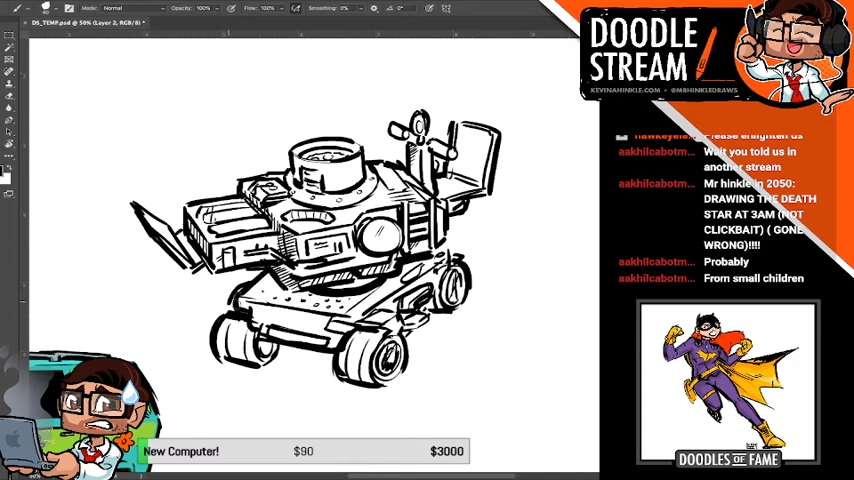 Mode: Normal Opacity: 100% Flow: 100% Smoothing: 0% 0°
DS_TEMP.psd @ 50% (Layer 2, RGB/8) *
DOODLE
STREAM
KEVINAHINKLE.COM • @MRHINKLEDRAWS
Please enlighten us
aakhilcabotm... Wait you told us in
another stream
aakhilcabotm... Mr hinkle in 2050:
DRAWING THE DEATH
STAR AT 3AM (NOT
CLICKBAIT) ( GONE
WRONG)!!!!
aakhilcabotm... Probably
aakhilcabotm... From small children
DOODLES OF FAME
New Computer! $90 $3000